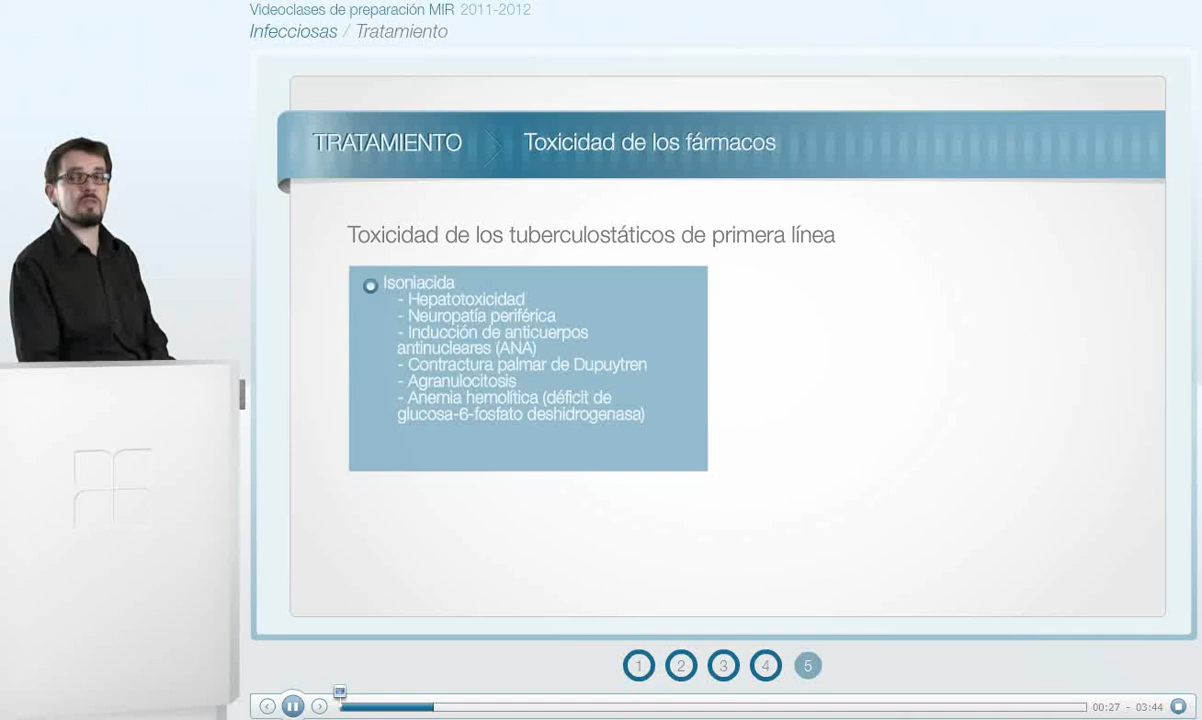 Videoclases de preparación MIR 2011-2012
Infecciosas / Tratamiento
TRATAMIENTO Toxicidad de los fármacos
Toxicidad de los tuberculostáticos de primera línea
Isoniacida
- Hepatotoxicidad
- Neuropatía periférica
- Inducción de anticuerpos
antinucleares (ANA)
- Contractura palmar de Dupuytren
- Agranulocitosis
- Anemia hemolítica (déficit de
glucosa-6-fosfato deshidrogenasa)
1 2 3 4 5
00:27 - 03:44